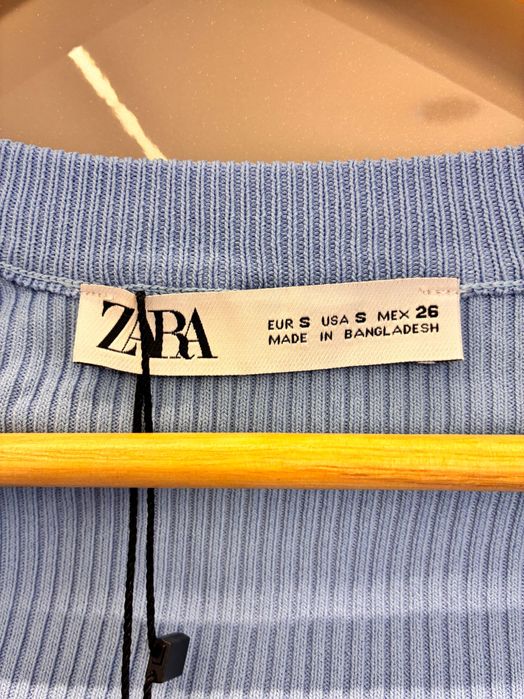 ZARA
EUR S USA S MEX 26
MADE IN BANGLADESH